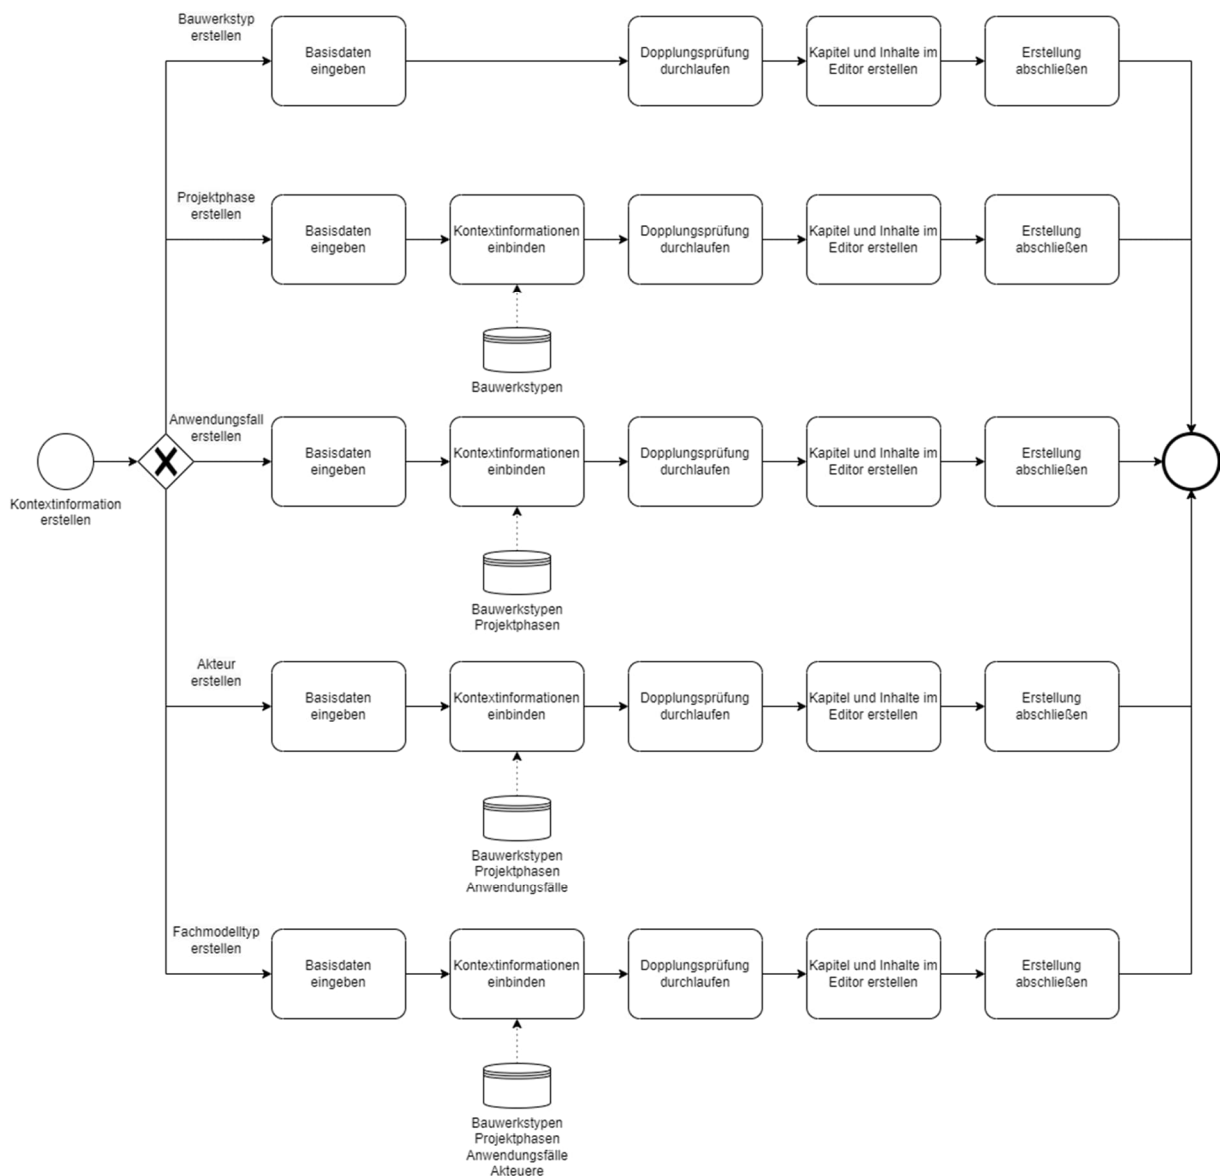 Bauwerkstyp
erstellen
Basisdaten
eingeben
Dopplungsprüfung
durchlaufen
Kapitel und Inhalte im
Editor erstellen
Erstellung
abschließen
Projektphase
erstellen
Basisdaten
eingeben
Kontextinformationen
einbinden
Dopplungsprüfung
durchlaufen
Kapitel und Inhalte im
Editor erstellen
Erstellung
abschließen
Bauwerkstypen
Kontextinformation
erstellen
Anwendungsfall
erstellen
Basisdaten
eingeben
Kontextinformationen
einbinden
Dopplungsprüfung
durchlaufen
Kapitel und Inhalte im
Editor erstellen
Erstellung
abschließen
Bauwerkstypen
Projektphasen
Akteur
erstellen
Basisdaten
eingeben
Kontextinformationen
einbinden
Dopplungsprüfung
durchlaufen
Kapitel und Inhalte im
Editor erstellen
Erstellung
abschließen
Bauwerkstypen
Projektphasen
Anwendungsfälle
Fachmodelltyp
erstellen
Basisdaten
eingeben
Kontextinformationen
einbinden
Dopplungsprüfung
durchlaufen
Kapitel und Inhalte im
Editor erstellen
Erstellung
abschließen
Bauwerkstypen
Projektphasen
Anwendungsfälle
Akteuere